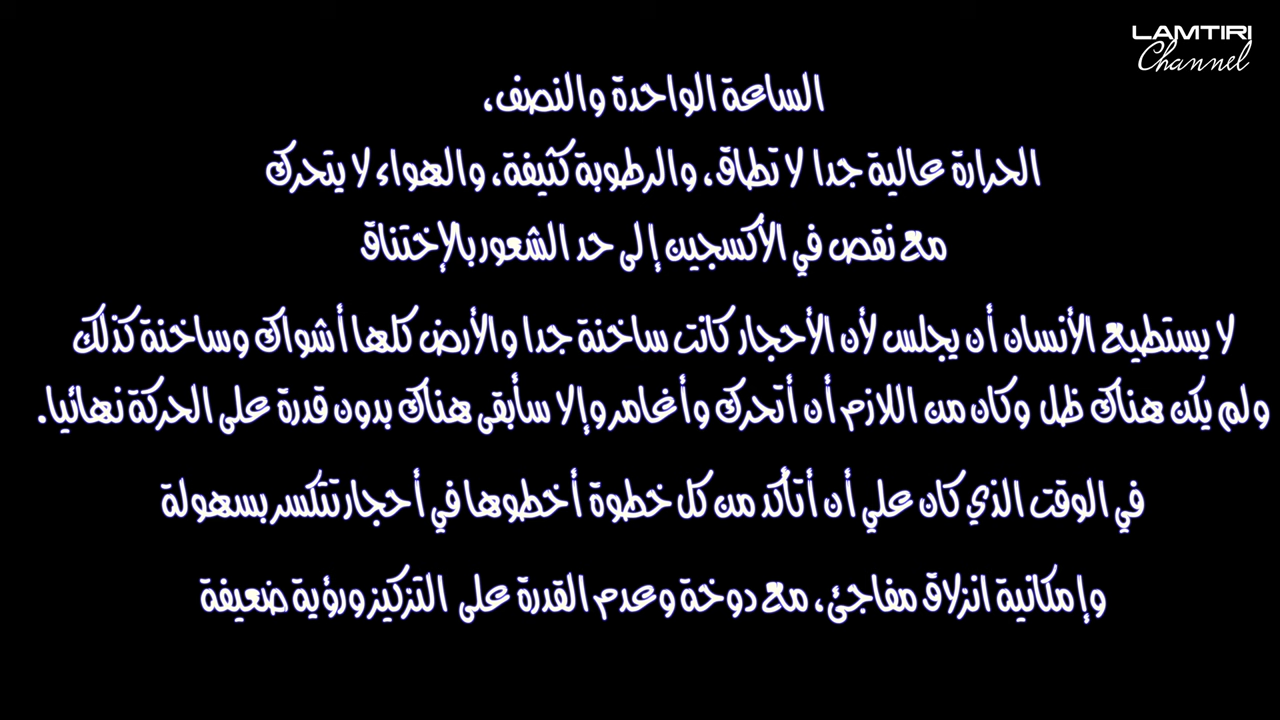 LAMTIRI
Channel
الساعة الواحدة والنصف،
الحرارة عالية جدا لا تطاق، والرطوبة كثيفة، والهواء لا يتحرك
مع نقص في الأكسجين إلى حد الشعور بالإختناق
لا يستطيع الأنسان أن يجلس لأن الأحجار كانت ساخنة جدا والأرض كلها أشواك وساخنة كذلك
ولم يكن هناك ظل وكان من اللازم أن أتحرك وأغامر وإلا سأبقى هناك بدون قدرة على الحركة نهائيا.
في الوقت الذي كان علي أن أتأكد من كل خطوة أخطوها في أحجار تتكسر بسهولة
وإمكانية انزلاق مفاجئ، مع دوخة وعدم القدرة على التزكيز ورؤية ضعيفة